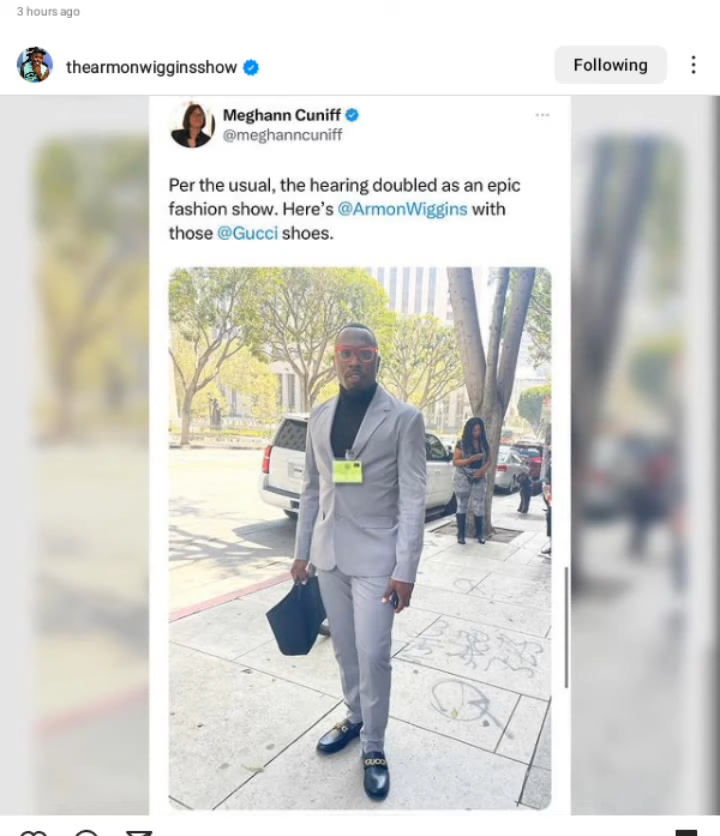 3 hours ago
thearmonwigginsshow
Following
Meghann Cuniff
@meghanncuniff
Per the usual, the hearing doubled as an epic
fashion show. Here's @ArmonWiggins with
those @Gucci shoes.
GUCCI